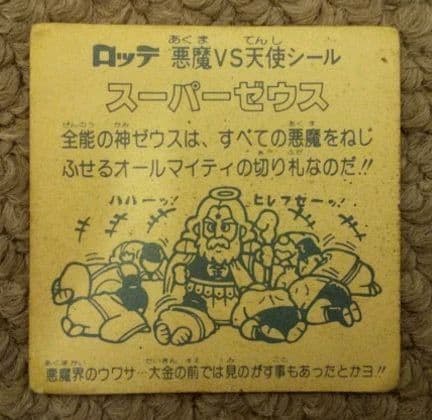 ロッテ 悪魔VS天使シール
スーパーゼウス
全能の神ゼウスは、すべての悪魔をねじ
ふせるオールマイティの切り札なのだ!!
ハハーッ! ヒレフセーッ!
悪魔界のウワサ…大金の前では見のがす事もあったとかヨ!!